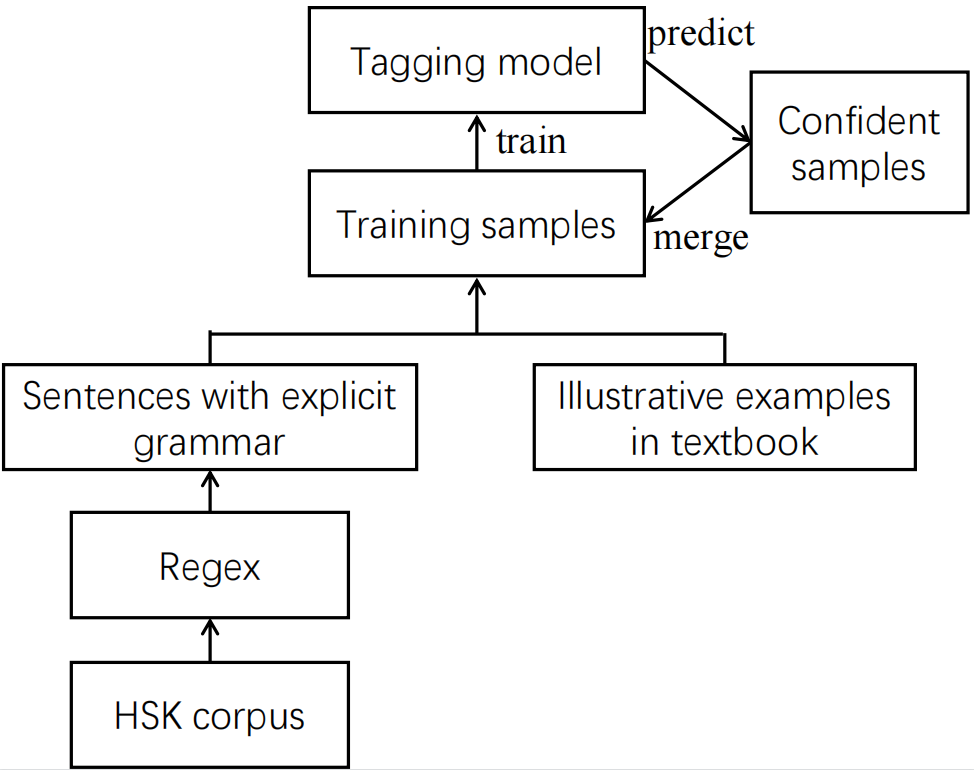 predict
Tagging model
Confident
samples
train
Training samples
merge
Sentences with explicit
grammar
Illustrative examples
in textbook
Regex
HSK corpus